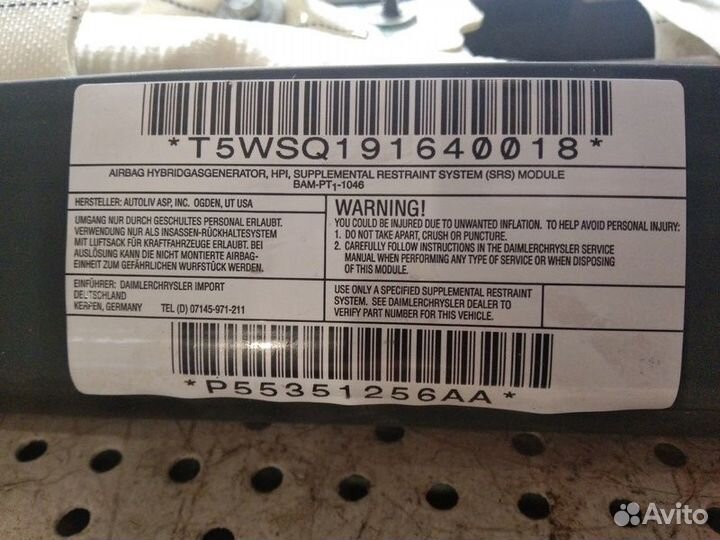 *T5WSQ191640018*
AIRBAG HYBRIDGASGENERATOR, HPI, SUPPLEMENTAL RESTRAINT SYSTEM (SRS) MODULE
BAM-PT1-1046
HERSTELLER: AUTOLIV ASP, INC. OGDEN, UT USA
UMGANG NUR DURCH GESCHULTES PERSONAL ERLAUBT.
VERWENDUNG NUR ALS INSASSEN-RÜCKHALTESYSTEM
MIT LUFTSACK FÜR KRAFTFAHRZEUGE ERLAUBT. BEI
AUSLÖSUNG KANN DIE NICHT MONTIERTE AIRBAG-
EINHEIT ZUM GEFÄHRLICHEN WURFSTÜCK WERDEN.
EINFÜHRER: DAIMLERCHRYSLER IMPORT
DEUTSCHLAND
KERPEN, GERMANY TEL (D) 07145-971-211
WARNING!
YOU COULD BE INJURED DUE TO UNWANTED INFLATION. TO HELP AVOID PERSONAL INJURY:
1. DO NOT TAKE APART, CRUSH OR PUNCTURE.
2. CAREFULLY FOLLOW INSTRUCTIONS IN THE DAIMLERCHRYSLER SERVICE
MANUAL WHEN PERFORMING ANY TYPE OF SERVICE OR WHEN DISPOSING
OF THIS MODULE.
USE ONLY A SPECIFIED SUPPLEMENTAL RESTRAINT
SYSTEM. SEE DAIMLERCHRYSLER DEALER TO
VERIFY PART NUMBER FOR THIS VEHICLE.
*P55351256AA*
Avito